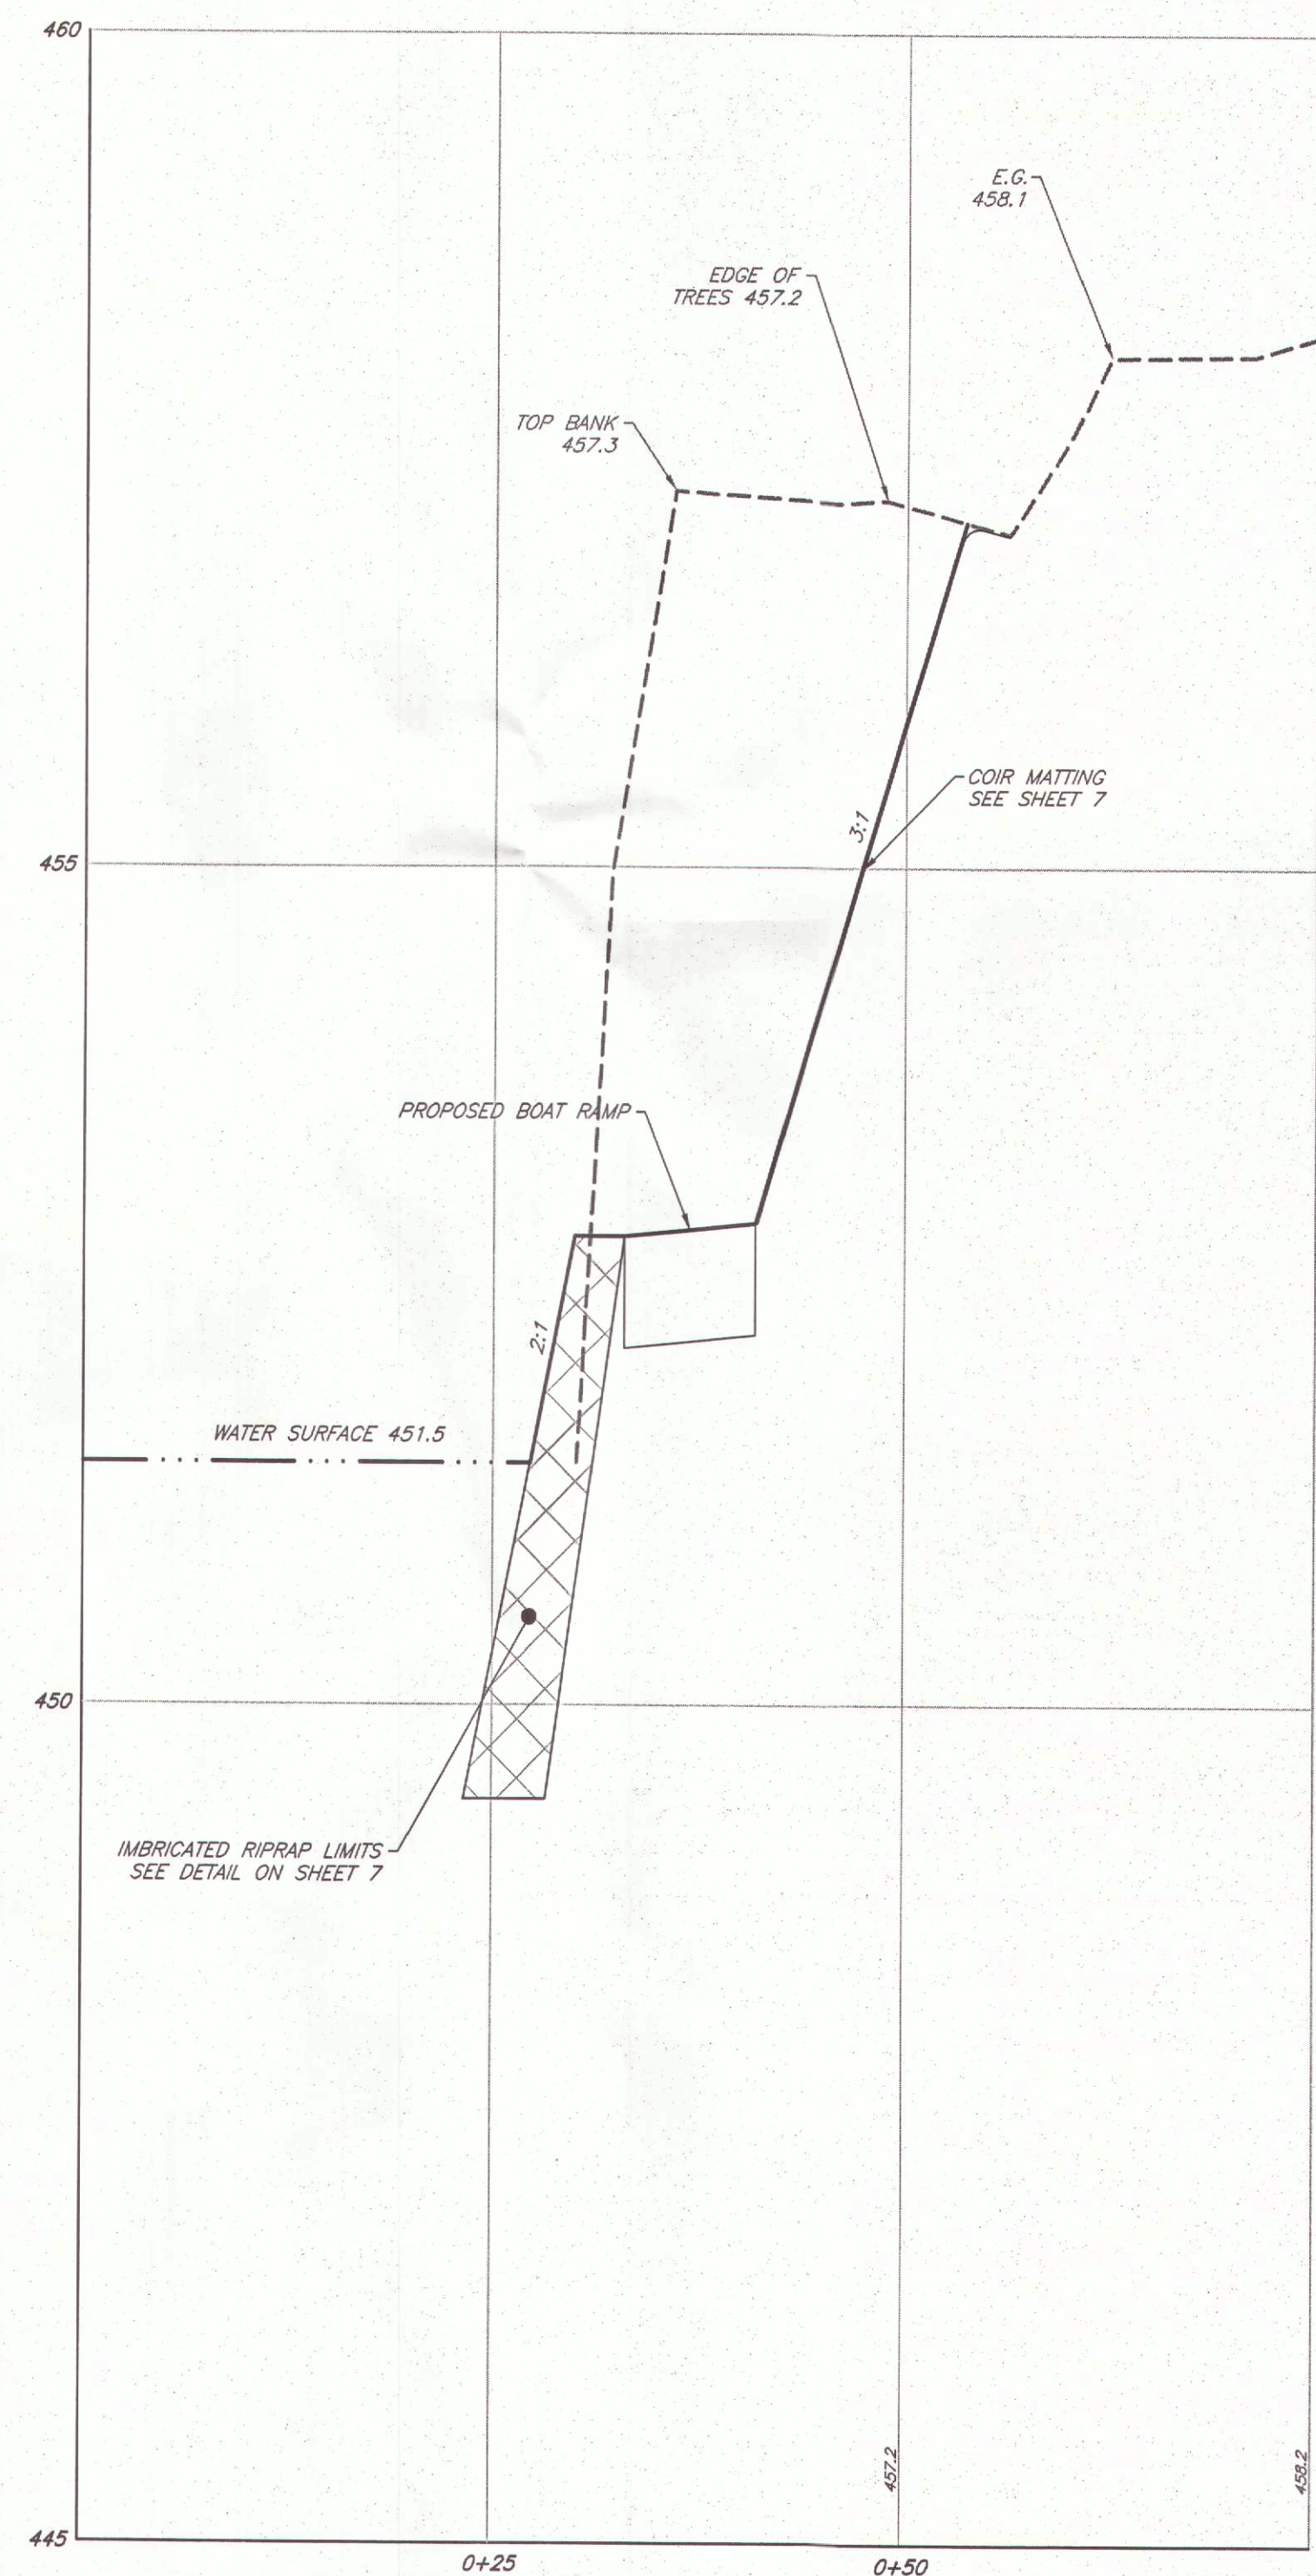 460
E.G.
458.1
EDGE OF
TREES 457.2
TOP BANK
457.3
COIR MATTING
SEE SHEET 7
3:1
455
PROPOSED BOAT RAMP
2:1
WATER SURFACE 451.5
450
IMBRICATED RIPRAP LIMITS
SEE DETAIL ON SHEET 7
457.2
458.2
445
0+25
0+50